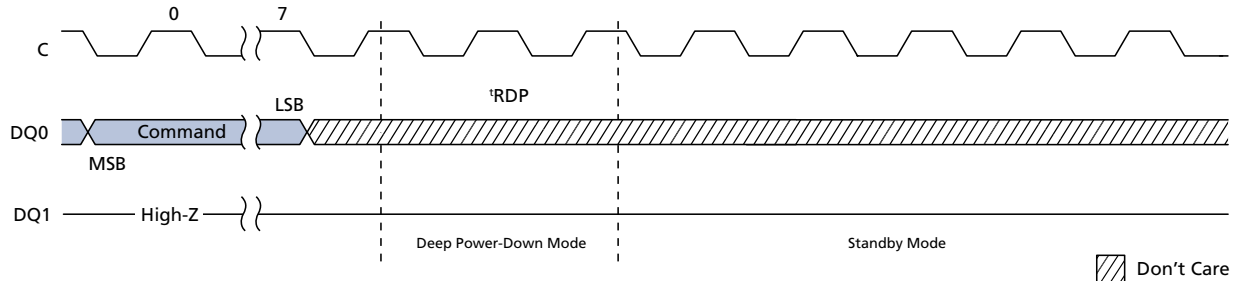 0 7
C
tRDP
LSB
DQ0 Command
MSB
DQ1 High-Z
Deep Power-Down Mode Standby Mode
Don't Care